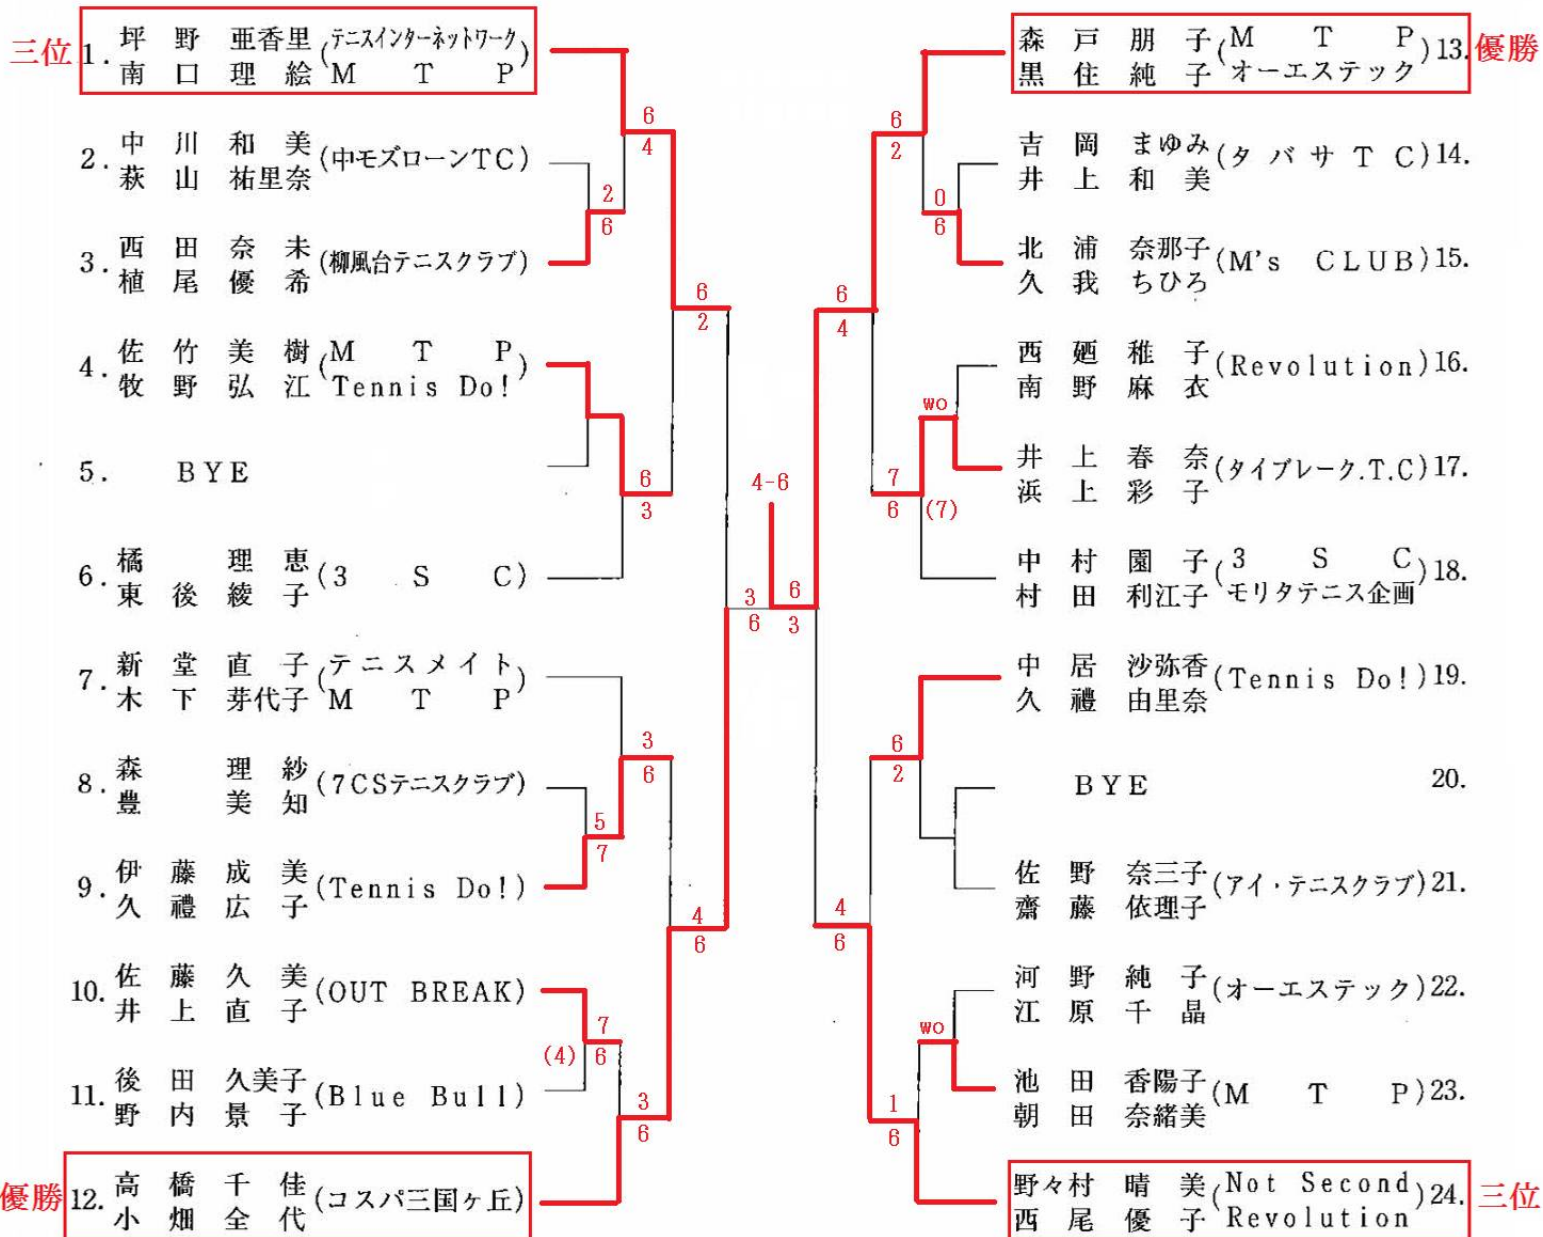 三位
1. 坪野 亜香里 (テニスインターネットワーク)
南口 理絵 (MTP)
2. 中川 和美 (中モズローンTC)
萩山 祐里奈
3. 西田 奈未 (柳風台テニスクラブ)
植尾 優希
4. 佐竹 美樹 (MTP)
牧野 弘江 (Tennis Do!)
5. BYE
6. 橘 理恵 (3SC)
東後 綾子
7. 新堂 直子 (テニスメイト)
木下 芽代子 (MTP)
8. 森 理紗 (7CSテニスクラブ)
豊 美知
9. 伊藤 成美 (Tennis Do!)
久禮 広子
10. 佐藤 久美 (OUT BREAK)
井上 直子
11. 後田 久美子 (Blue Bull)
野内 景子
優勝
12. 高橋 千佳 (コスパ三国ヶ丘)
小畑 全代
6
4
2
6
6
2
6
3
3
6
5
7
4
6
7
(4) 6
3
6
3
6
4-6
6
3
森戸 朋子 (MTP) 13. 優勝
黒住 純子 (オーエステック)
吉岡 まゆみ (タバサTC) 14.
井上 和美
北浦 奈那子 (M's CLUB) 15.
久我 ちひろ
西廼 稚子 (Revolution) 16.
南野 麻衣
井上 春奈 (タイブレーク.T.C) 17.
浜上 彩子
中村 園子 (3SC) 18.
村田 利江子 (モリタテニス企画)
中居 沙弥香 (Tennis Do!) 19.
久禮 由里奈
BYE 20.
佐野 奈三子 (アイ・テニスクラブ) 21.
齋藤 依理子
河野 純子 (オーエステック) 22.
江原 千晶
池田 香陽子 (MTP) 23.
朝田 奈緒美
野々村 晴美 (Not Second) 24. 三位
西尾 優子 (Revolution)
6
2
0
6
6
4
wo
7
6 (7)
6
2
4
6
wo
1
6